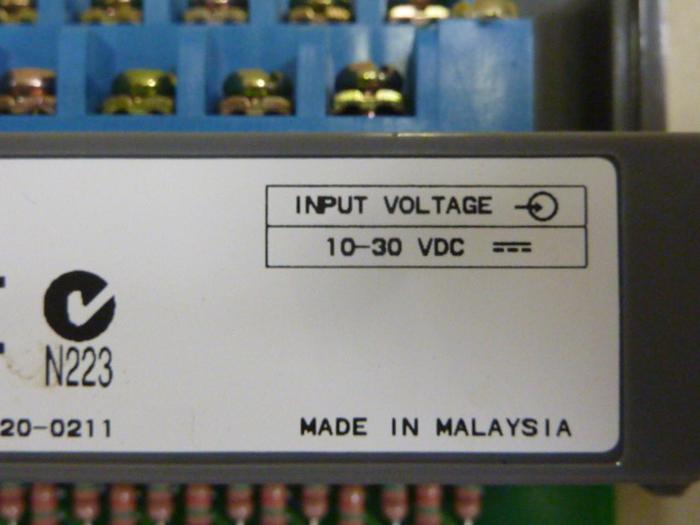 INPUT VOLTAGE
10-30 VDC
N223
20-0211
MADE IN MALAYSIA